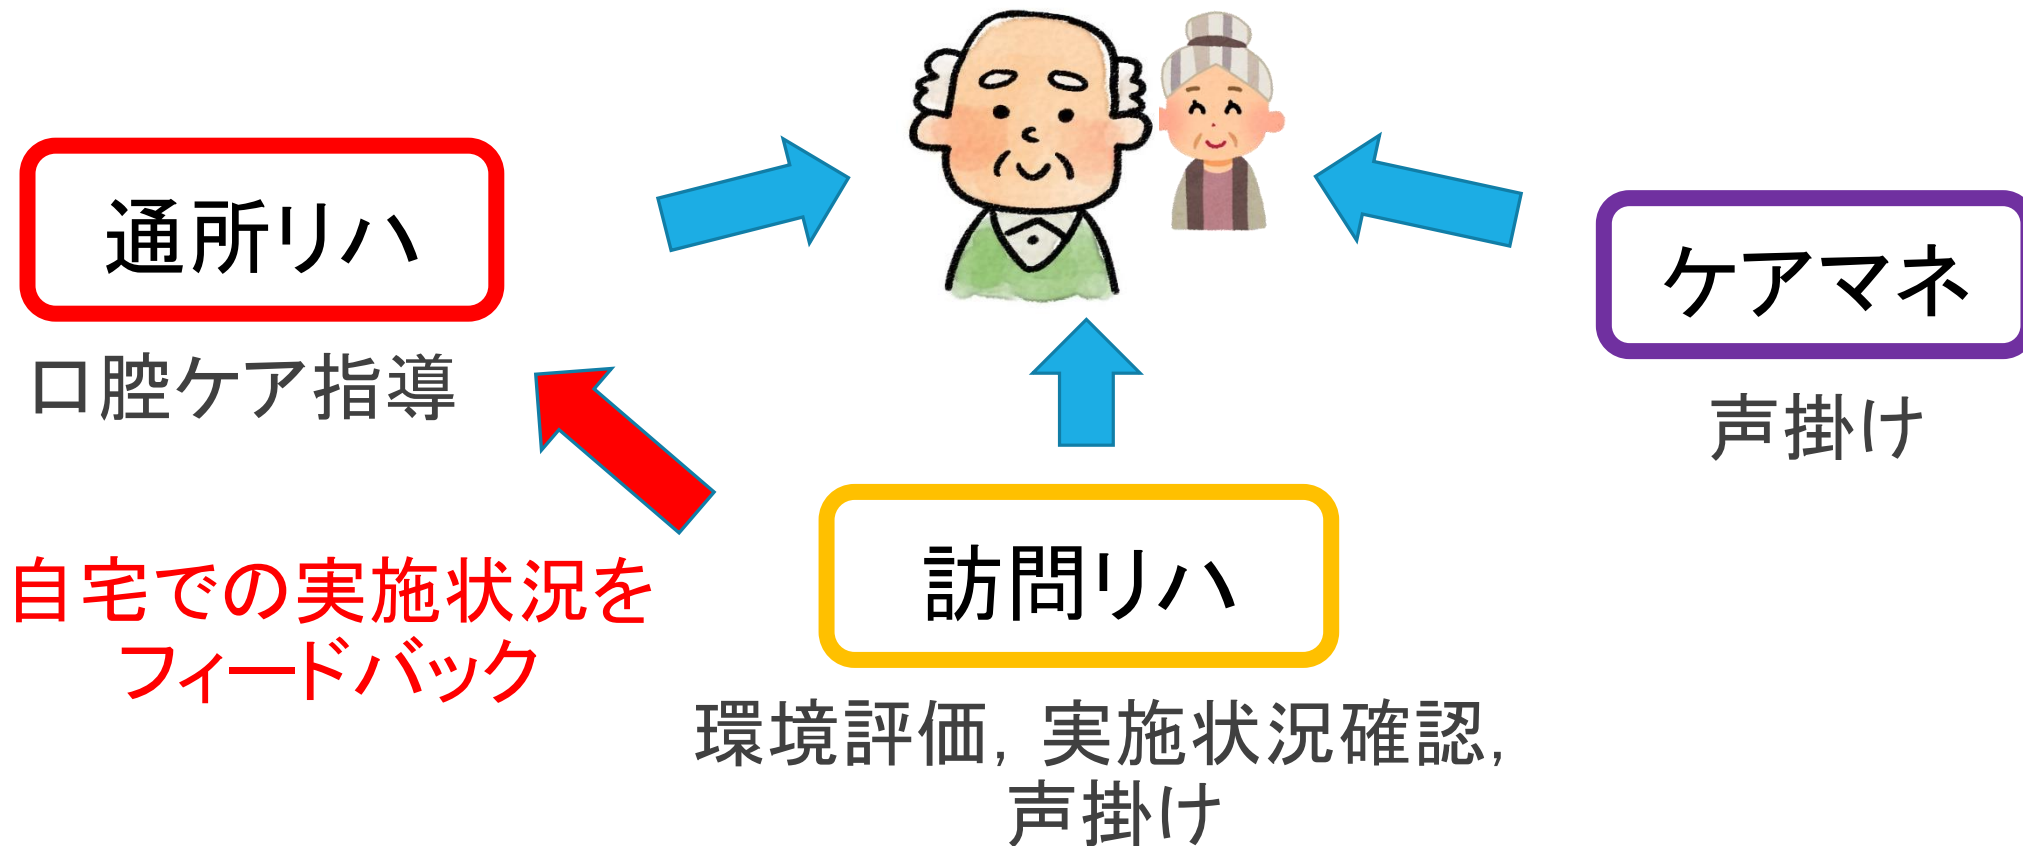 通所リハ
口腔ケア指導
ケアマネ
声掛け
自宅での実施状況を
フィードバック
訪問リハ
環境評価，実施状況確認，
声掛け